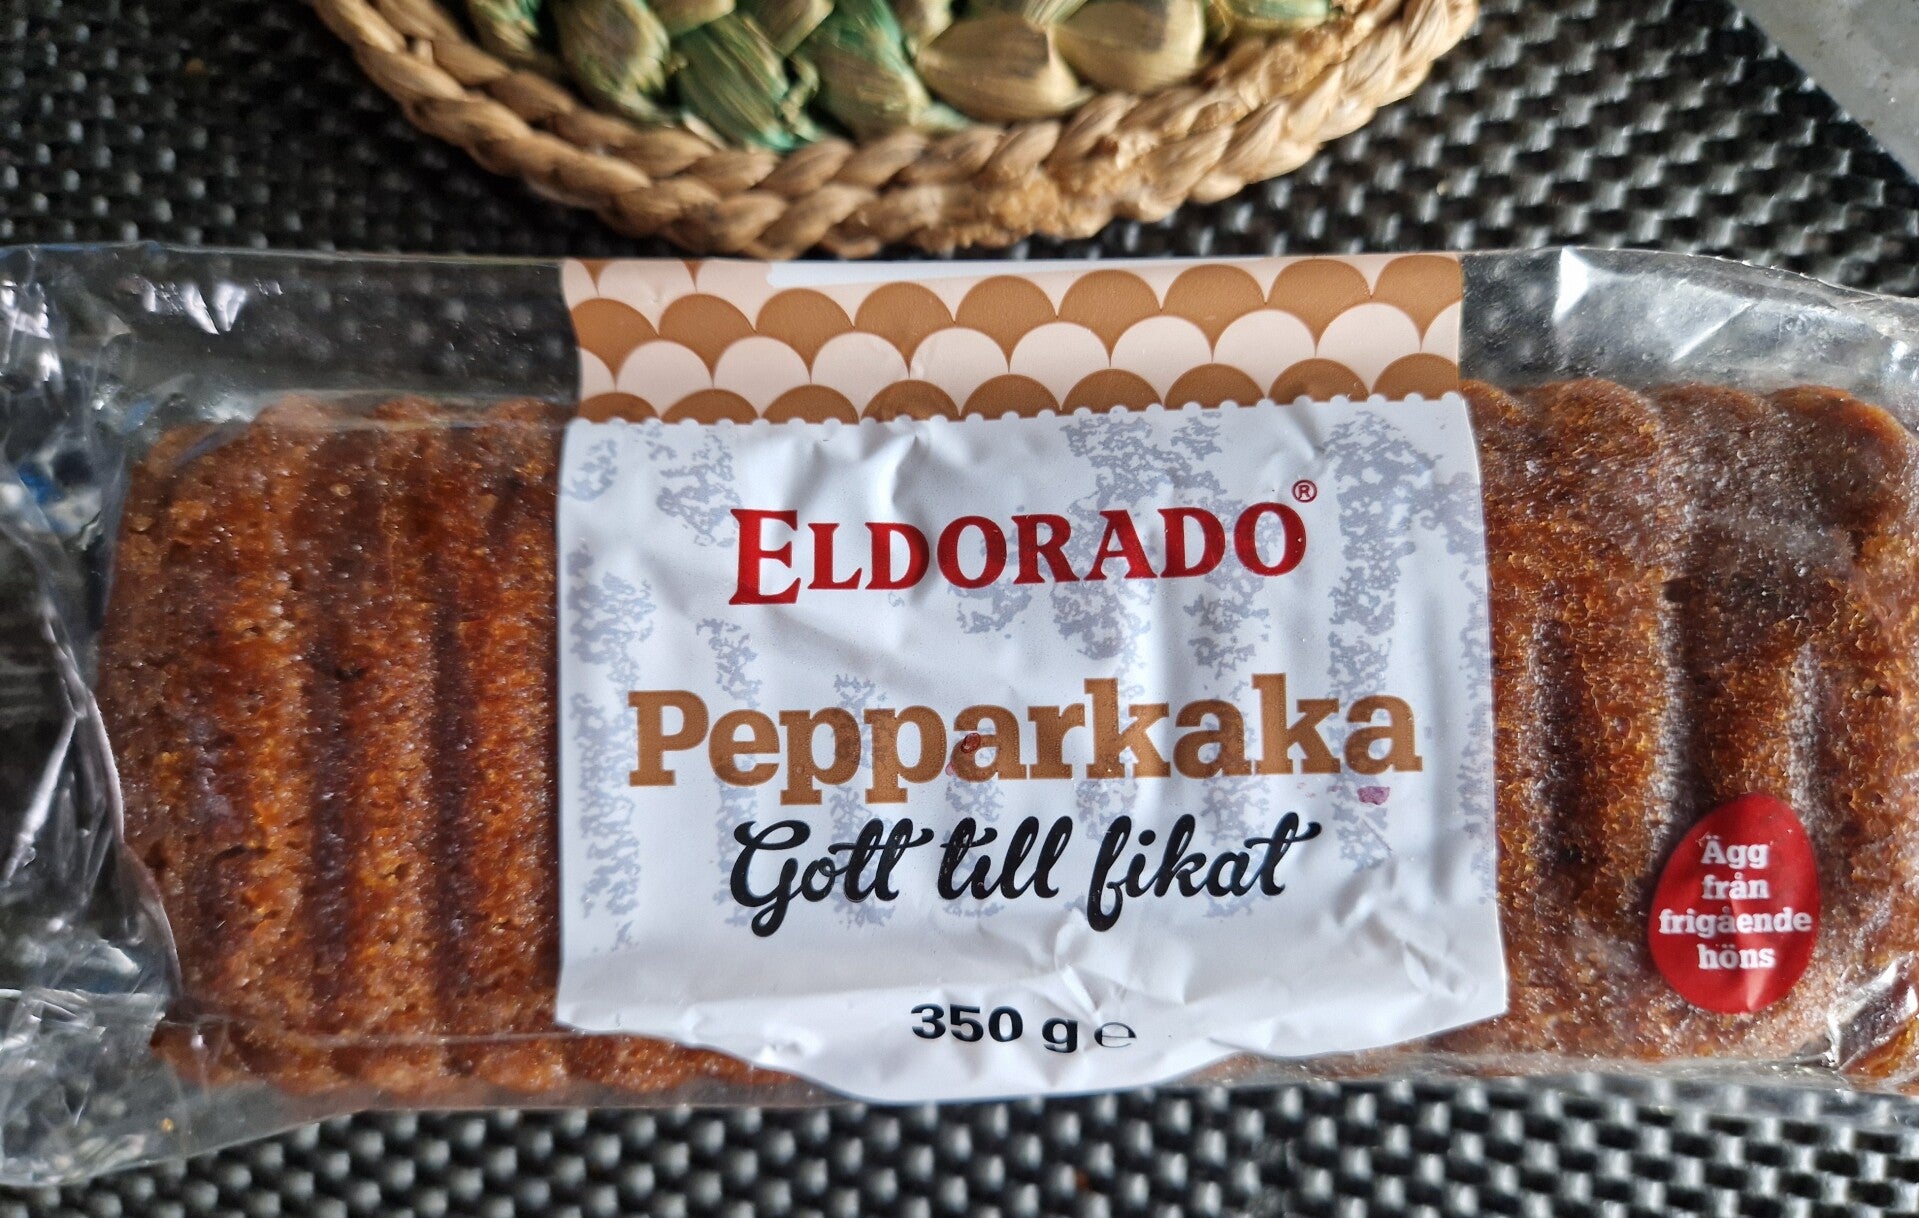 ELDORADO®
Pepparkaka
Gott till fikat
350 g ℮
Ägg
från
frigående
höns